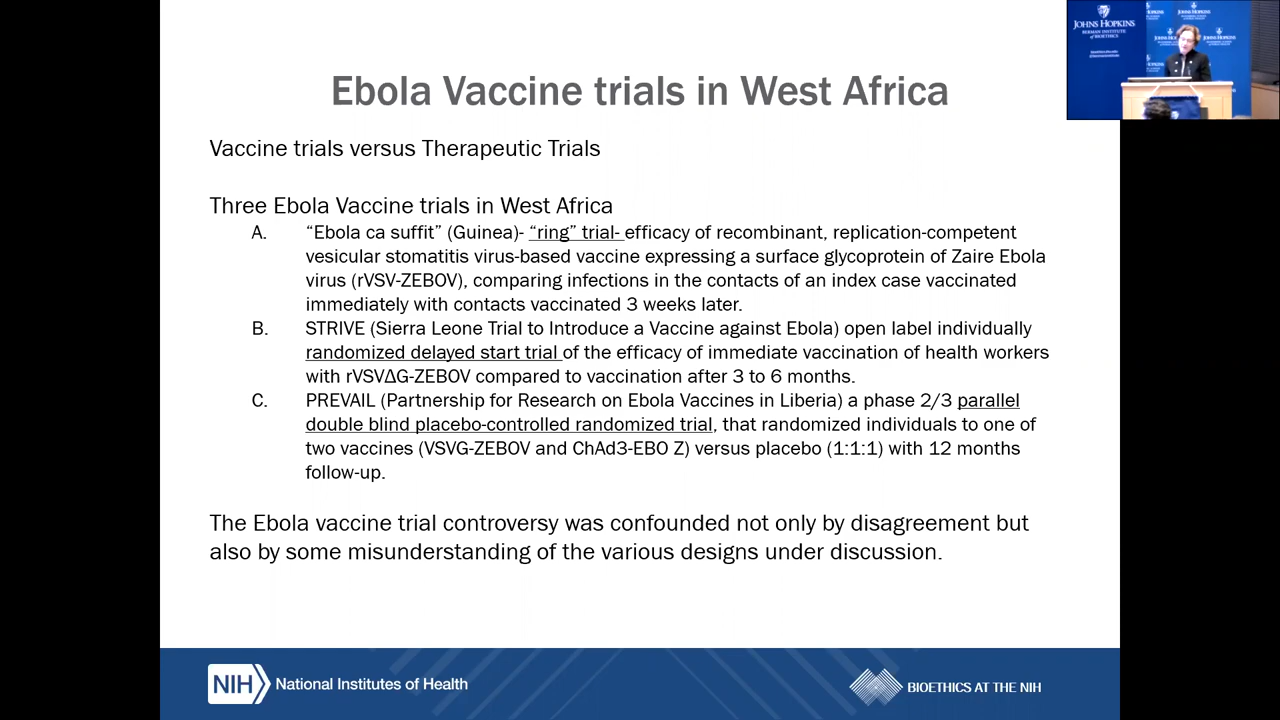 Ebola Vaccine trials in West Africa
Vaccine trials versus Therapeutic Trials
Three Ebola Vaccine trials in West Africa
A. “Ebola ca suffit” (Guinea)- “ring” trial- efficacy of recombinant, replication-competent
vesicular stomatitis virus-based vaccine expressing a surface glycoprotein of Zaire Ebola
virus (rVSV-ZEBOV), comparing infections in the contacts of an index case vaccinated
immediately with contacts vaccinated 3 weeks later.
B. STRIVE (Sierra Leone Trial to Introduce a Vaccine against Ebola) open label individually
randomized delayed start trial of the efficacy of immediate vaccination of health workers
with rVSVΔG-ZEBOV compared to vaccination after 3 to 6 months.
C. PREVAIL (Partnership for Research on Ebola Vaccines in Liberia) a phase 2/3 parallel
double blind placebo-controlled randomized trial, that randomized individuals to one of
two vaccines (VSVG-ZEBOV and ChAd3-EBO Z) versus placebo (1:1:1) with 12 months
follow-up.
The Ebola vaccine trial controversy was confounded not only by disagreement but
also by some misunderstanding of the various designs under discussion.
NIH National Institutes of Health
BIOETHICS AT THE NIH
JOHNS HOPKINS
BERMAN INSTITUTE
of BIOETHICS
JOHNS HOPKINS